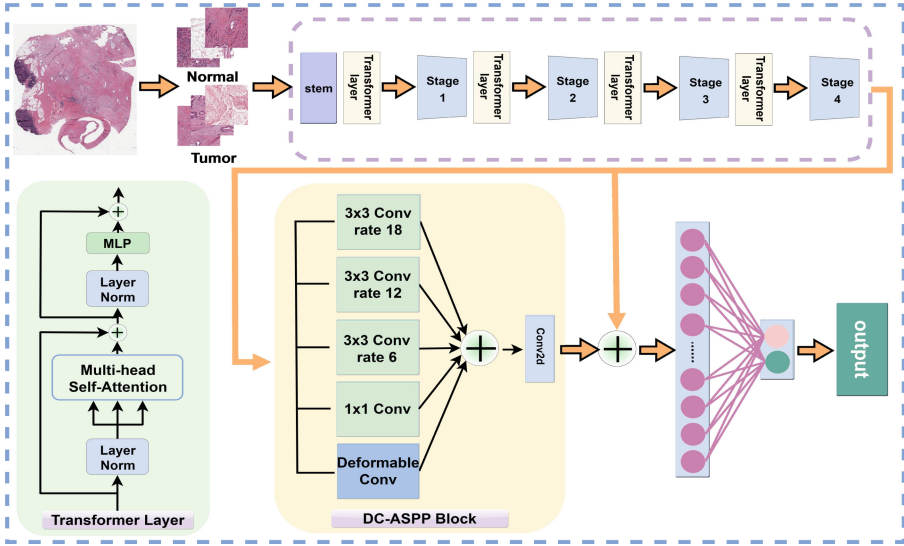 Normal
Tumor
stem
Transformer
layer
Stage
1
Transformer
layer
Stage
2
Transformer
layer
Stage
3
Transformer
layer
Stage
4
MLP
Layer
Norm
Multi-head
Self-Attention
Layer
Norm
Transformer Layer
3x3 Conv
rate 18
3x3 Conv
rate 12
3x3 Conv
rate 6
1x1 Conv
Deformable
Conv
DC-ASPP Block
Conv2d
......
output